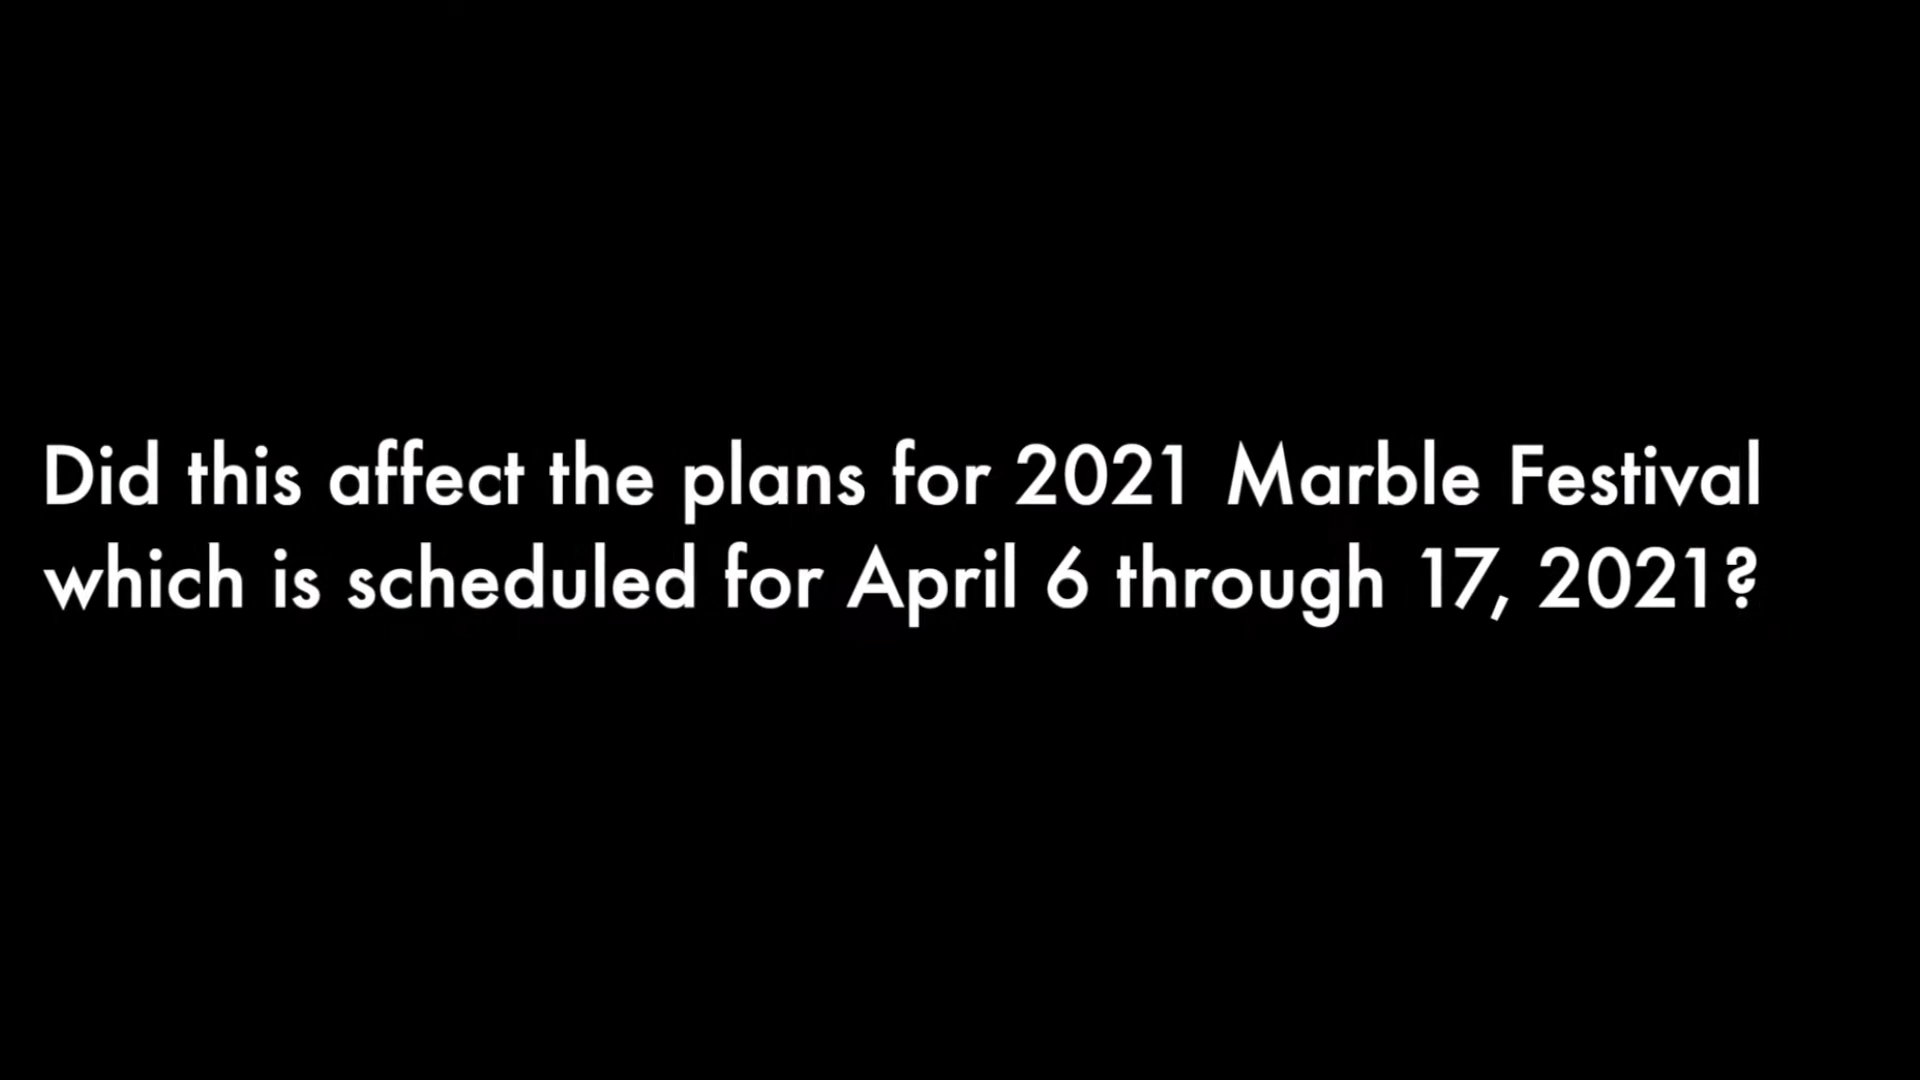 Did this affect the plans for 2021 Marble Festival
which is scheduled for April 6 through 17, 2021?